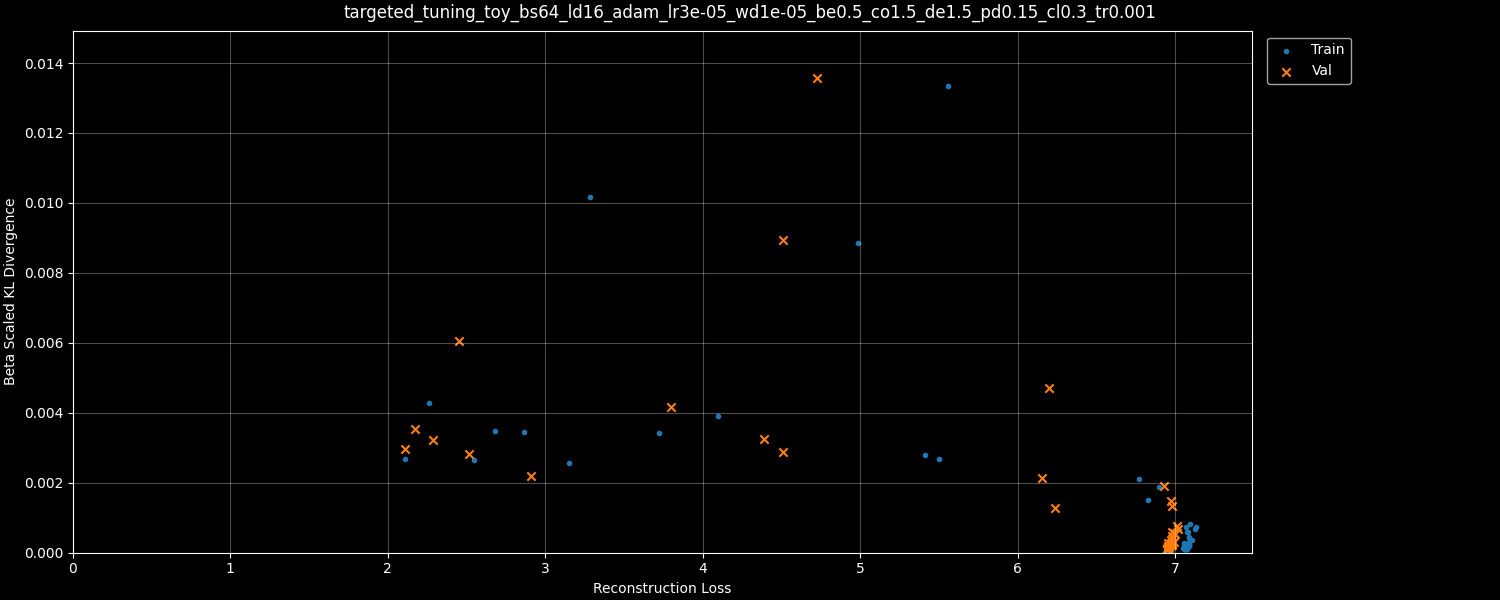 targeted_tuning_toy_bs64_ld16_adam_lr3e-05_wd1e-05_be0.5_co1.5_de1.5_pd0.15_cl0.3_tr0.001
Train
Val
0.014
0.012
0.010
0.008
0.006
0.004
0.002
0.000
Beta Scaled KL Divergence
0 1 2 3 4 5 6 7
Reconstruction Loss